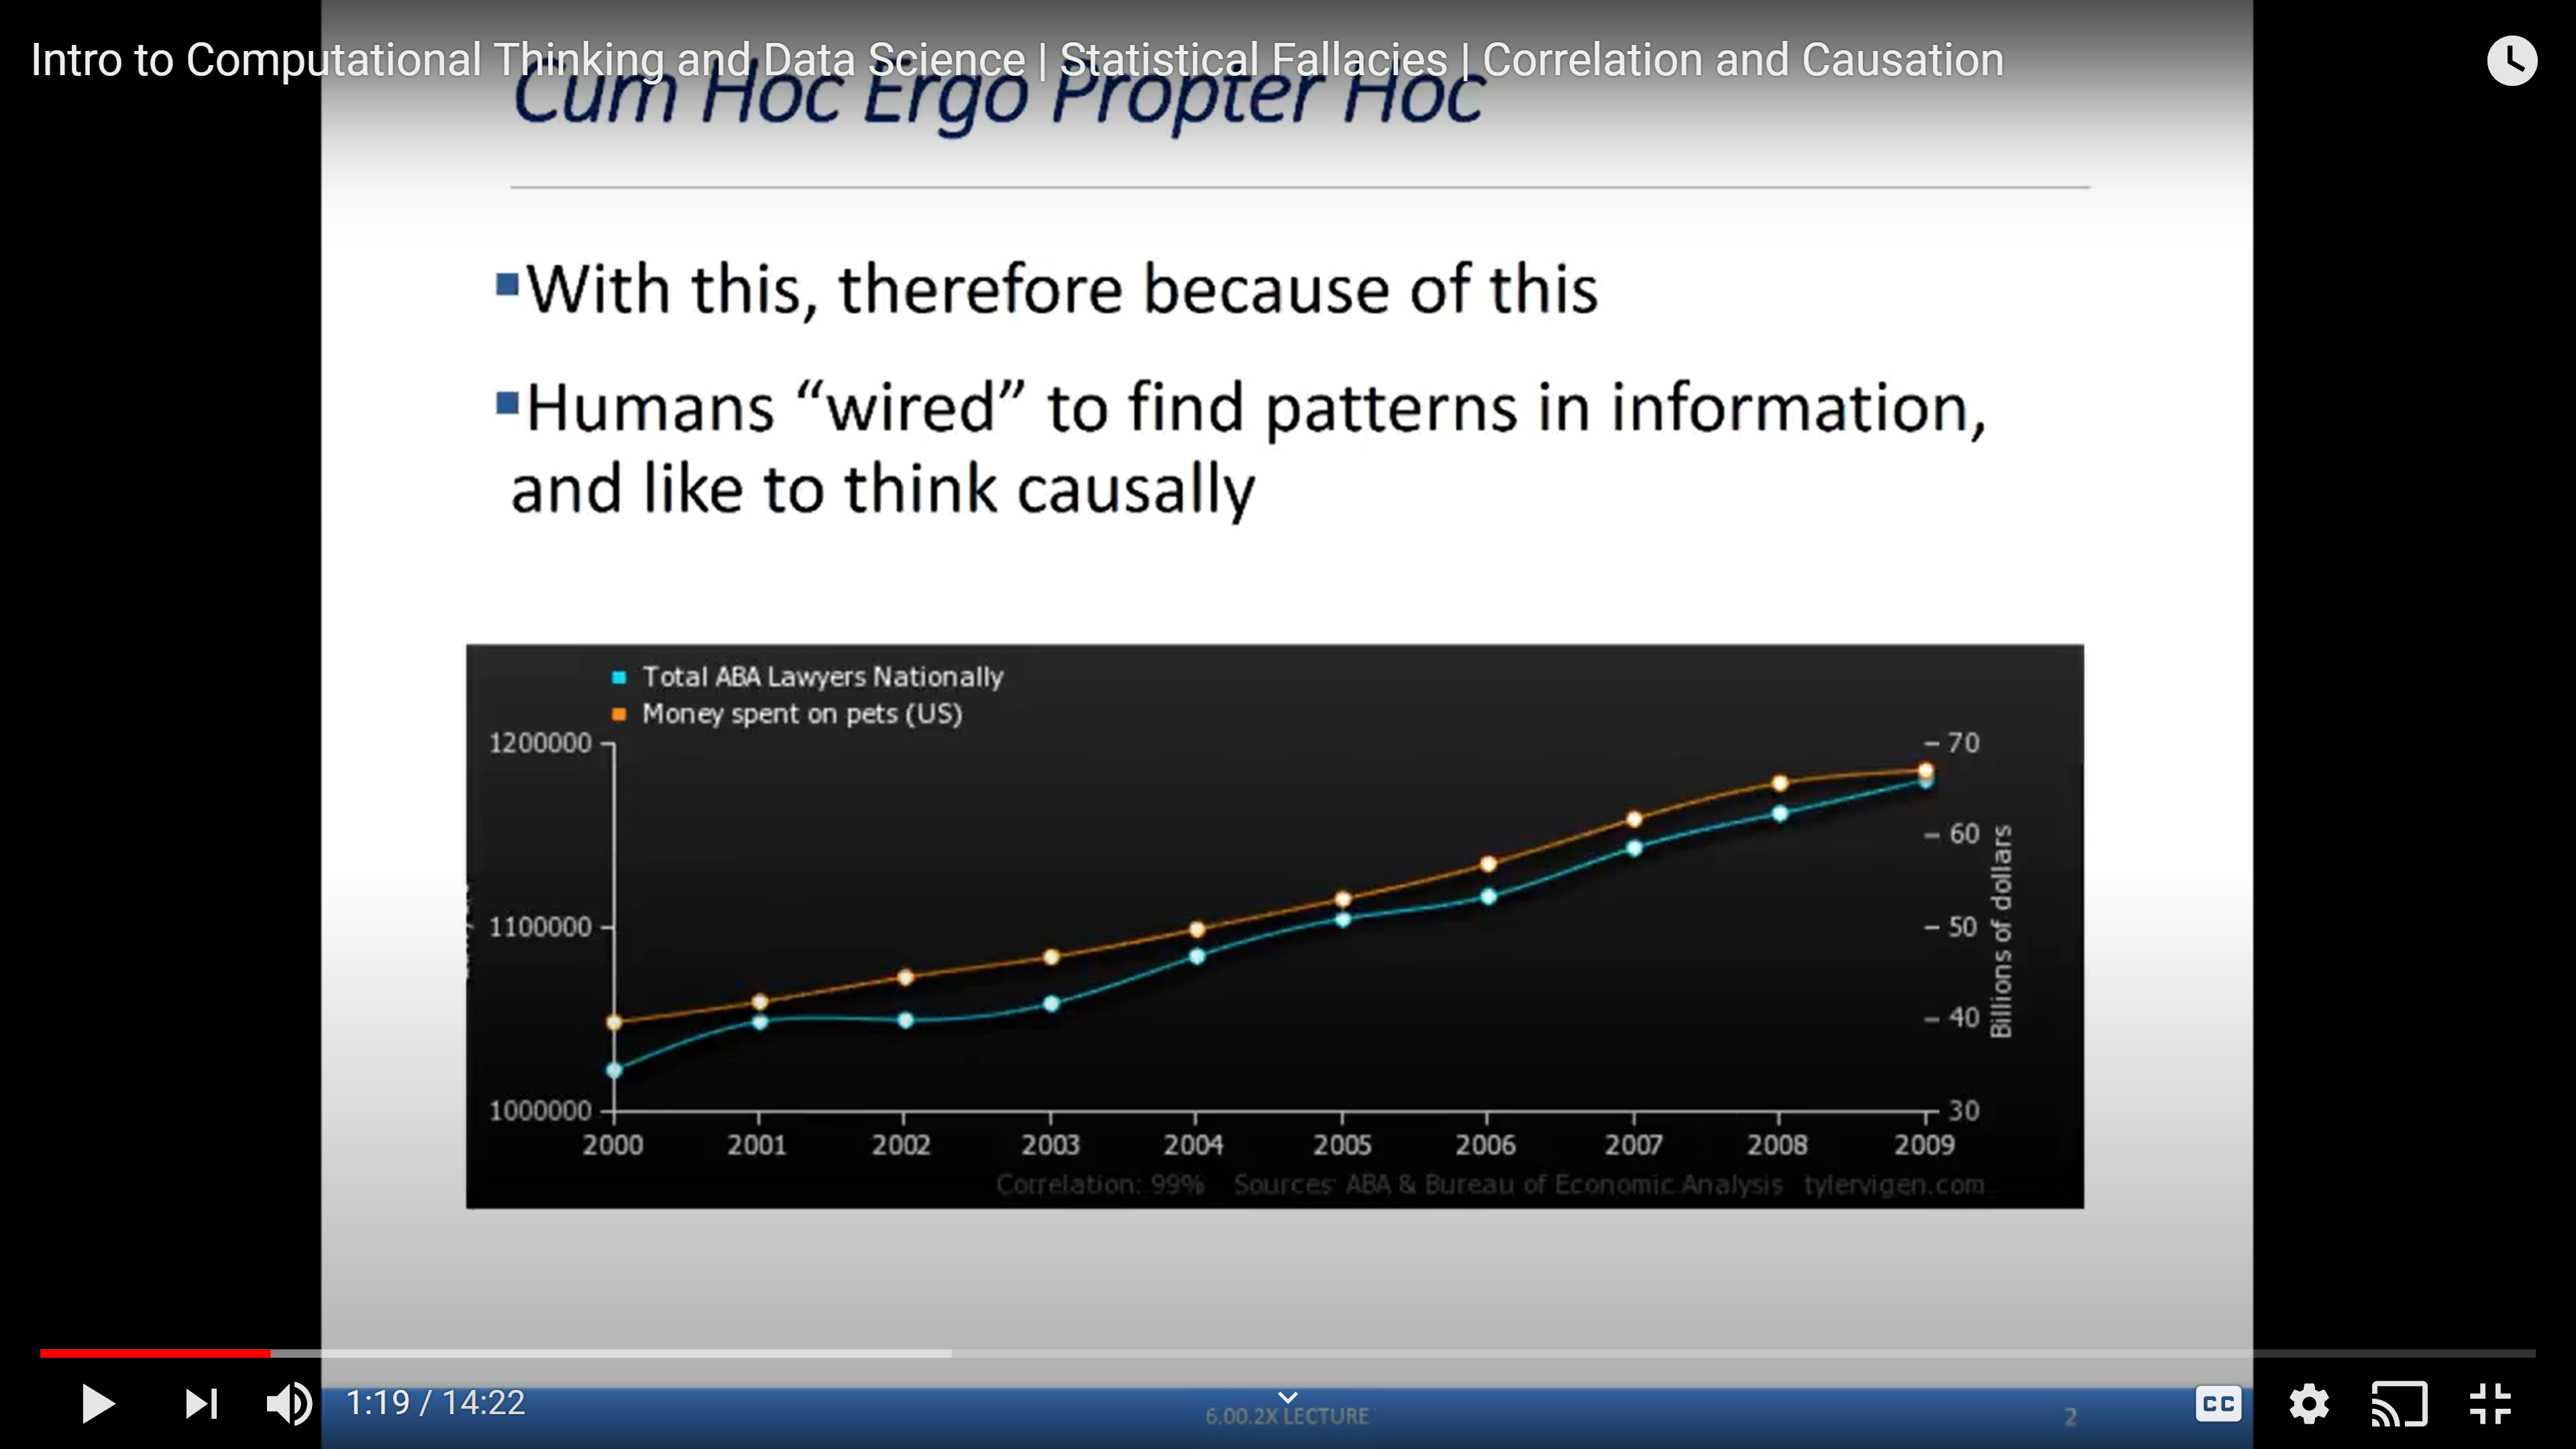 Intro to Computational Thinking and Data Science | Statistical Fallacies | Correlation and Causation
Cum Hoc Ergo Propter Hoc
▪With this, therefore because of this
▪Humans “wired” to find patterns in information,
and like to think causally
Total ABA Lawyers Nationally
Money spent on pets (US)
1200000
1100000
1000000
70
60
50
40
30
Billions of dollars
2000 2001 2002 2003 2004 2005 2006 2007 2008 2009
Correlation: 99% Sources: ABA & Bureau of Economic Analysis tylervigen.com
1:19 / 14:22
CC
6.00.2X LECTURE
2